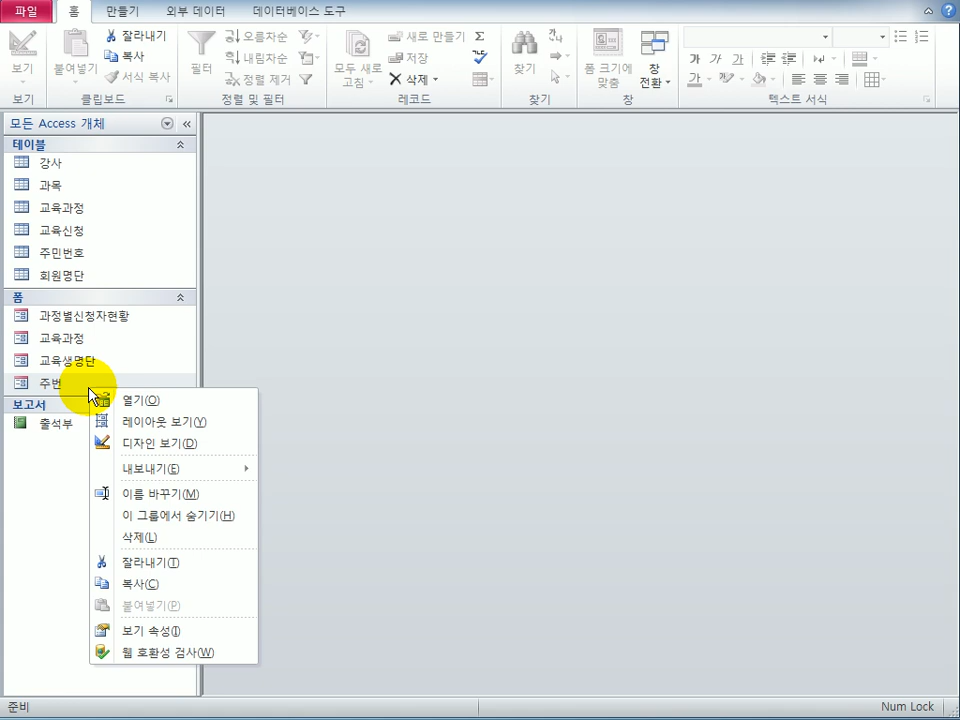 파일 홈 만들기 외부 데이터 데이터베이스 도구
보기
붙여넣기
잘라내기
복사
서식 복사
필터
오름차순
내림차순
정렬 제거
모두 새로
고침
새로 만들기
저장
삭제
Σ
찾기
폼 크기에
맞춤
창
전환
가 가 가
가
보기 클립보드 정렬 및 필터 레코드 찾기 창 텍스트 서식
모든 Access 개체
테이블
강사
과목
교육과정
교육신청
주민번호
회원명단
폼
과정별신청자현황
교육과정
교육생명단
주번
보고서
출석부
열기(O)
레이아웃 보기(Y)
디자인 보기(D)
내보내기(E)
이름 바꾸기(M)
이 그룹에서 숨기기(H)
삭제(L)
잘라내기(T)
복사(C)
붙여넣기(P)
보기 속성(I)
웹 호환성 검사(W)
준비
Num Lock